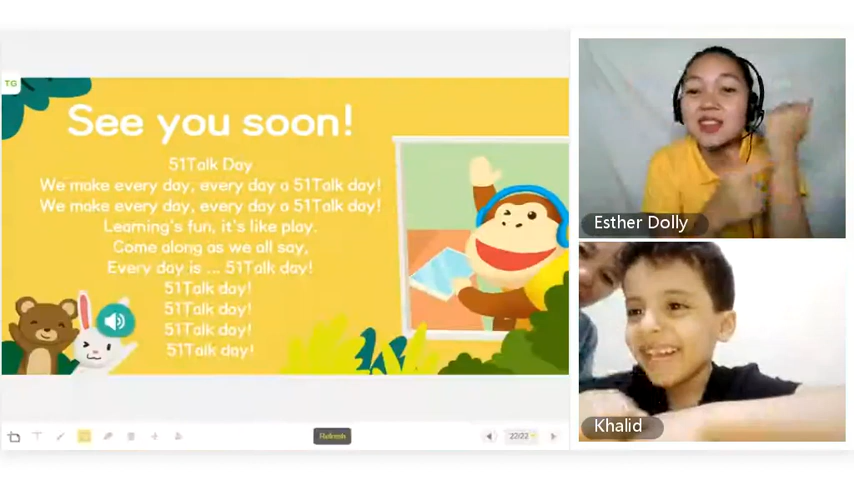 TG
See you soon!
51Talk Day
We make every day, every day a 51Talk day!
We make every day, every day a 51Talk day!
Learning's fun, it's like play.
Come along as we all say,
Every day is ... 51Talk day!
51Talk day!
51Talk day!
51Talk day!
51Talk day!
Esther Dolly
Khalid
Refresh
22/22